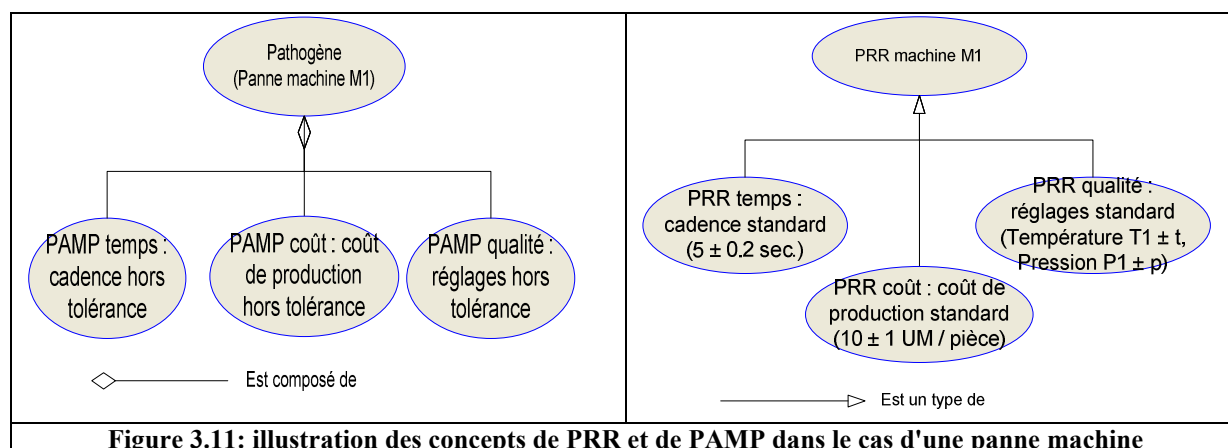 Pathogène
(Panne machine M1)
PAMP temps :
cadence hors
tolérance
PAMP coût : coût
de production
hors tolérance
PAMP qualité :
réglages hors
tolérance
Est composé de
PRR machine M1
PRR temps :
cadence standard
(5 ± 0.2 sec.)
PRR coût : coût de
production standard
(10 ± 1 UM / pièce)
PRR qualité :
réglages standard
(Température T1 ± t,
Pression P1 ± p)
Est un type de
Figure 3.11: illustration des concepts de PRR et de PAMP dans le cas d'une panne machine